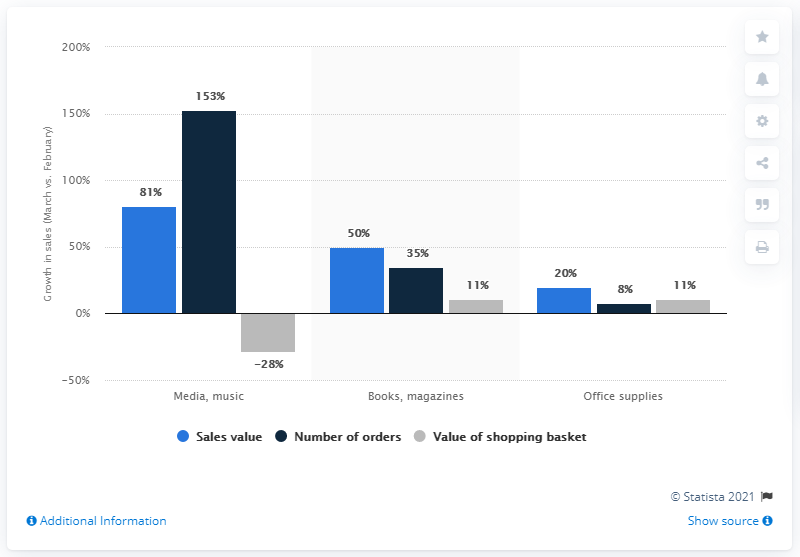 200%
150%
100%
50%
0%
−50%
Growth in sales (March vs. February)
81%
153%
−28%
50%
35%
11%
20%
8%
11%
Media, music
Books, magazines
Office supplies
Sales value
Number of orders
Value of shopping basket
© Statista 2021
Additional Information
Show source